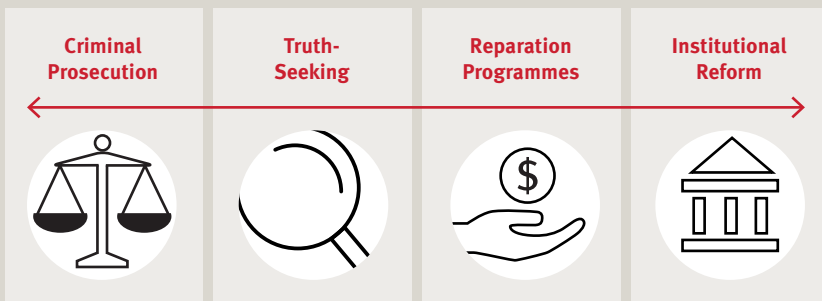 Criminal
Prosecution
Truth-
Seeking
Reparation
Programmes
Institutional
Reform
$